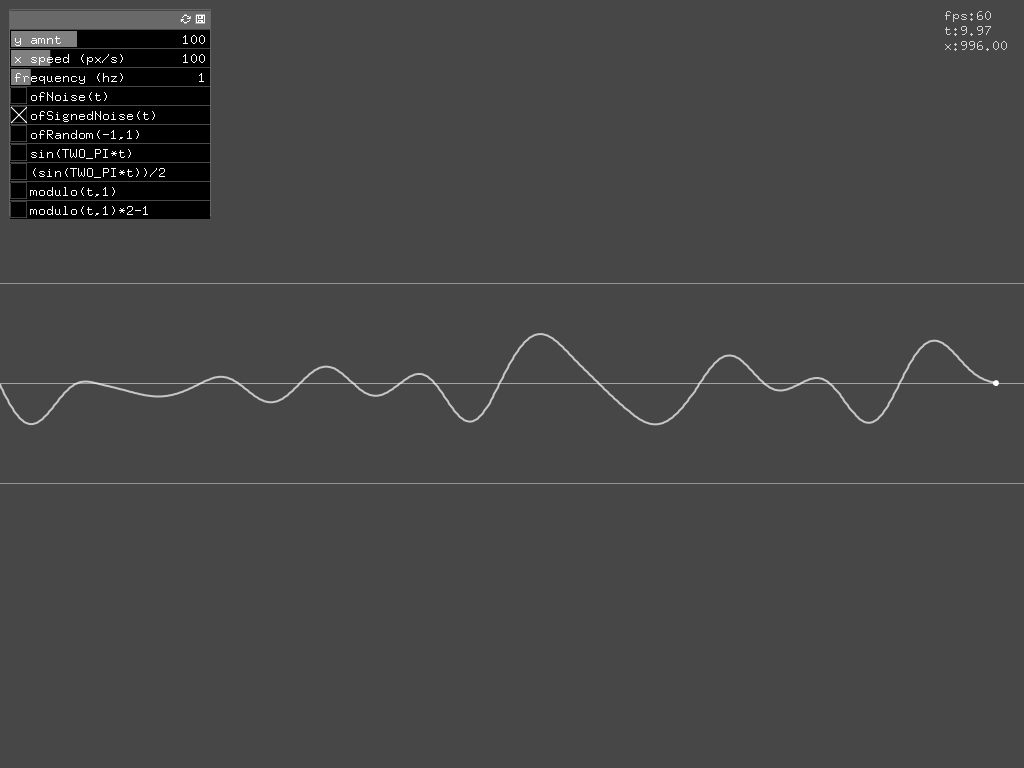 y amnt 100
x speed (px/s) 100
frequency (hz) 1
ofNoise(t)
ofSignedNoise(t)
ofRandom(-1,1)
sin(TWO_PI*t)
(sin(TWO_PI*t))/2
modulo(t,1)
modulo(t,1)*2-1
fps:60
t:9.97
x:996.00